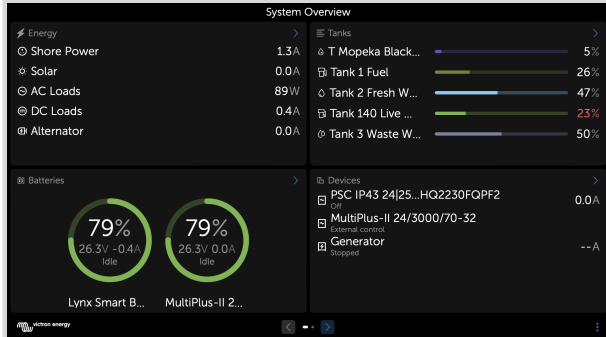 System Overview
Energy
Shore Power 1.3A
Solar 0.0A
AC Loads 89W
DC Loads 0.4A
Alternator 0.0A
Tanks
T Mopeka Black... 5%
Tank 1 Fuel 26%
Tank 2 Fresh W... 47%
Tank 140 Live ... 23%
Tank 3 Waste W... 50%
Batteries
79% 79%
26.3V -0.4A 26.3V 0.0A
Idle Idle
Lynx Smart B... MultiPlus-II 2...
Devices
PSC IP43 24|25...HQ2230FQPF2 0.0A
Off
MultiPlus-II 24/3000/70-32
External control
Generator --A
Stopped
victron energy